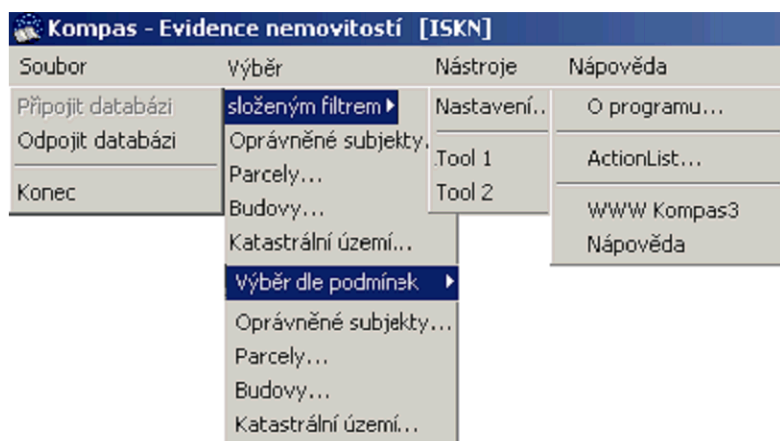 Kompas - Evidence nemovitostí [ISKN]
Soubor
Výběr
Nástroje
Nápověda
Připojit databázi
Odpojit databázi
Konec
složeným filtrem
Oprávněné subjekty.
Parcely...
Budovy...
Katastrální území...
Výběr dle podmínek
Oprávněné subjekty...
Parcely...
Budovy...
Katastrální území...
Nastavení..
Tool 1
Tool 2
O programu...
ActionList...
WWW Kompas3
Nápověda